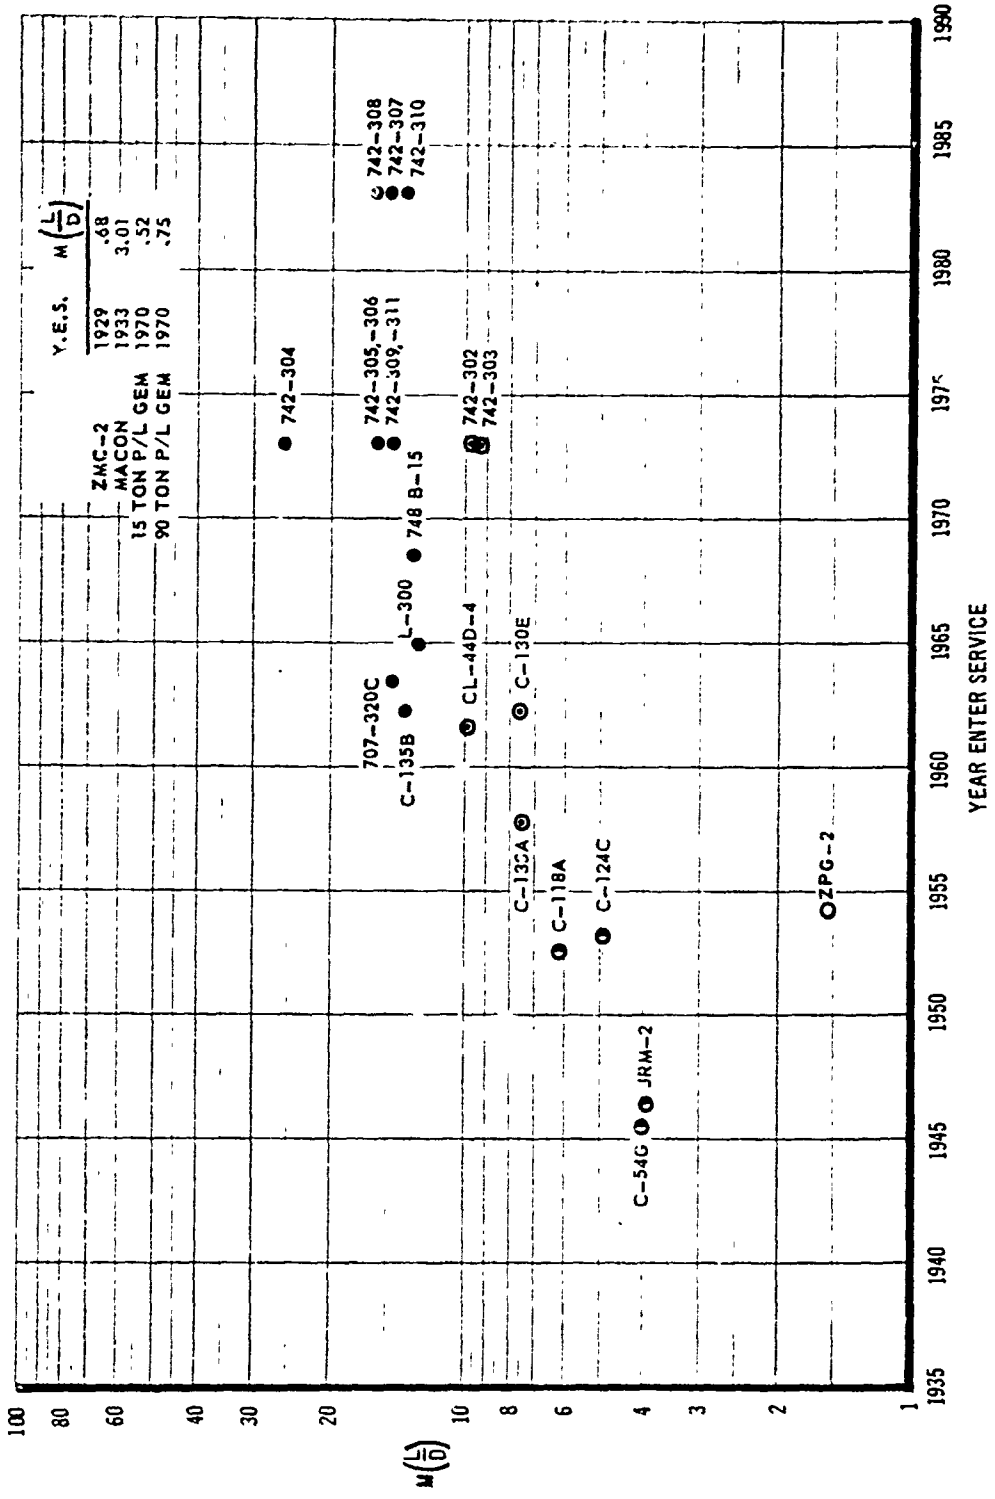 Y.E.S. M(L/D)
ZMC-2 1929 .68
MACON 1933 3.01
15 TON P/L GEM 1970 .52
90 TON P/L GEM 1970 .75
M(L/D)
100
80
60
50
40
30
20
10
8
6
4
3
2
1
742-304
742-305,-306
742-309,-311
742-308
742-307
742-310
742-302
742-303
748 B-15
L-300
707-320C
C-135B
CL-44D-4
C-130E
C-130A
C-118A
C-124C
ZPG-2
JRM-2
C-54G
1935 1940 1945 1950 1955 1960 1965 1970 1975 1980 1985 1990
YEAR ENTER SERVICE